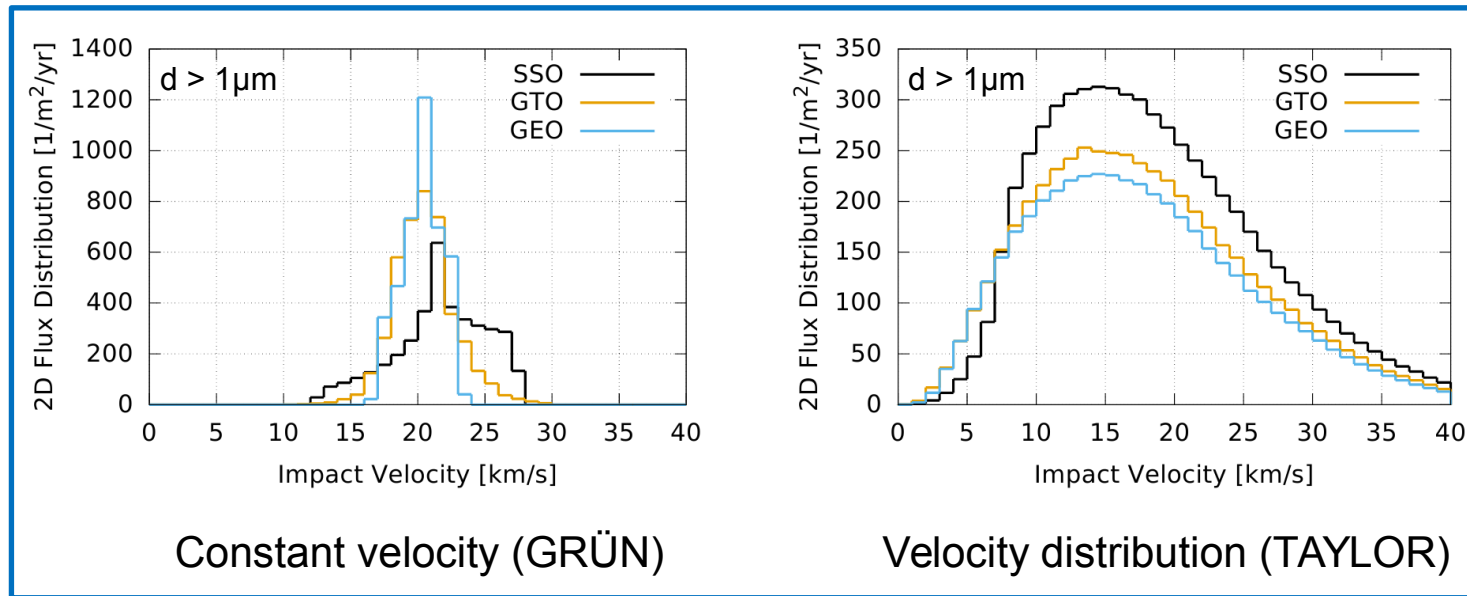 d > 1µm
SSO
GTO
GEO
2D Flux Distribution [1/m²/yr]
1400
1200
1000
800
600
400
200
0
0 5 10 15 20 25 30 35 40
Impact Velocity [km/s]
Constant velocity (GRÜN)
d > 1µm
SSO
GTO
GEO
2D Flux Distribution [1/m²/yr]
350
300
250
200
150
100
50
0
0 5 10 15 20 25 30 35 40
Impact Velocity [km/s]
Velocity distribution (TAYLOR)